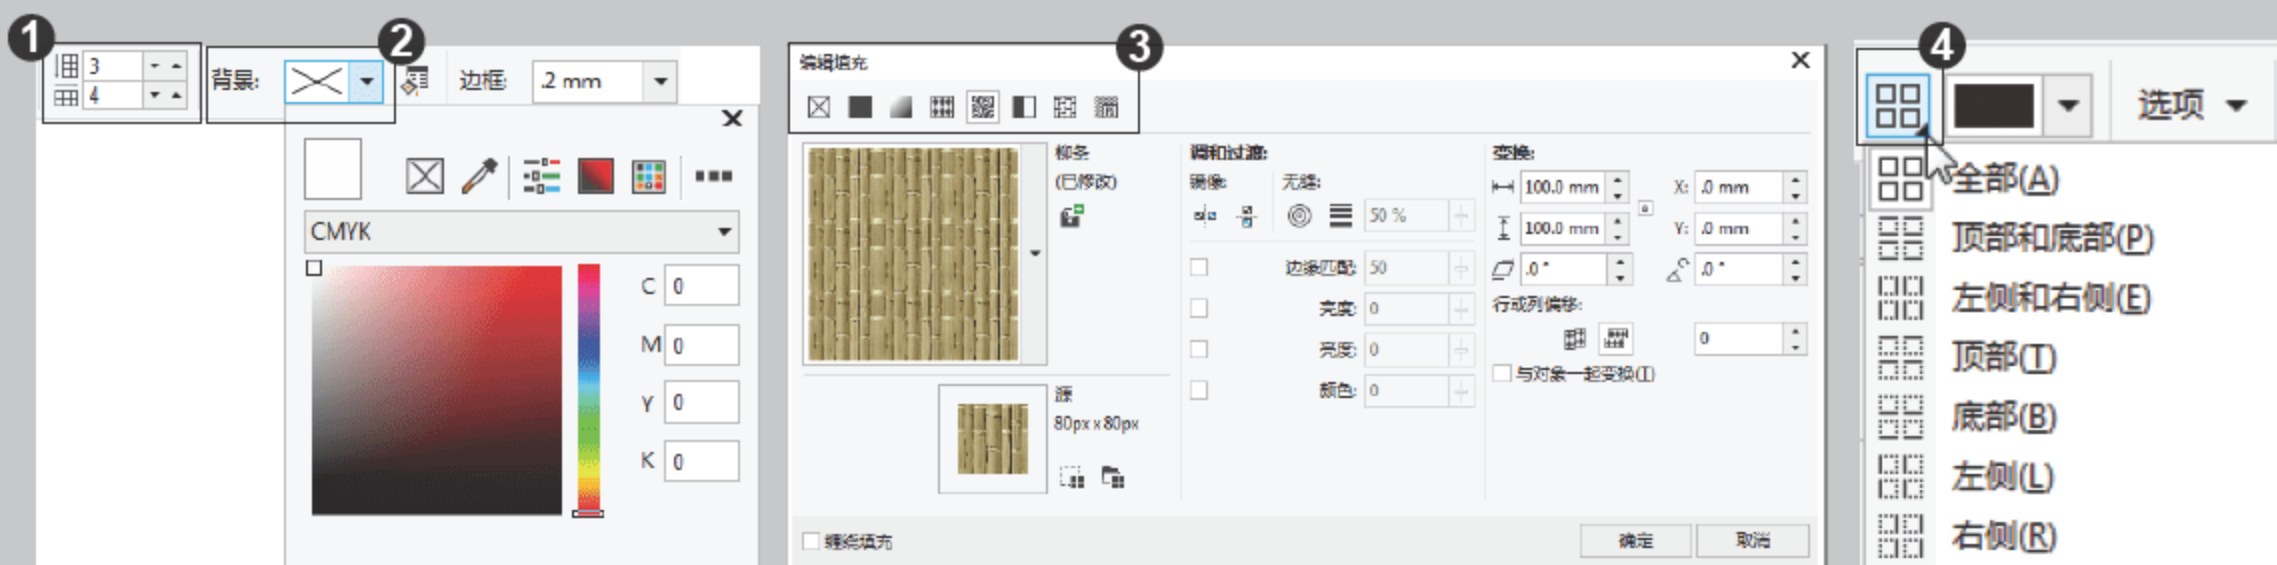 1
3
4
2
背景:
边框:
.2 mm
CMYK
C 0
M 0
Y 0
K 0
3
编辑填充
柳条
(已修改)
源
80px x 80px
调和过渡:
镜像:
无缝:
50 %
边缘匹配: 50
亮度: 0
亮度: 0
颜色: 0
变换:
100.0 mm
X: .0 mm
100.0 mm
Y: .0 mm
.0 °
.0 °
行或列偏移:
0
与对象一起变换(T)
缠绕填充
确定
取消
4
选项
全部(A)
顶部和底部(P)
左侧和右侧(E)
顶部(T)
底部(B)
左侧(L)
右侧(R)